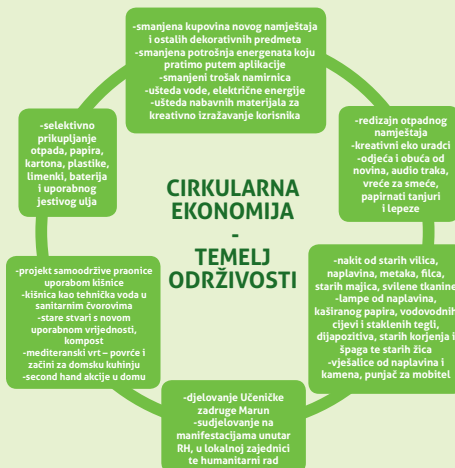 -smanjena kupovina novog namještaja
i ostalih dekorativnih predmeta
-smanjena potrošnja energenata koju
pratimo putem aplikacije
-smanjeni trošak namirnica
-ušteda vode, električne energije
-ušteda nabavnih materijala za
kreativno izražavanje korisnika
-redizajn otpadnog
namještaja
-kreativni eko uradci
-odjeća i obuća od
novina, audio traka,
vreće za smeće,
papirnati tanjuri
i lepeze
-nakit od starih vilica,
naplavina, metaka, filca,
starih majica, svilene tkanine
-lampe od naplavina,
kaširanog papira, vodovodnih
cijevi i staklenih tegli,
dijapozitiva, starih korjenja i
špaga te starih žica
-vješalice od naplavina i
kamena, punjač za mobitel
-djelovanje Učeničke
zadruge Marun
-sudjelovanje na
manifestacijama unutar
RH, u lokalnoj zajednici
te humanitarni rad
-projekt samoodržive praonice
uporabom kišnice
-kišnica kao tehnička voda u
sanitarnim čvorovima
-stare stvari s novom
uporabnom vrijednosti,
kompost
-mediteranski vrt – povrće i
začini za domsku kuhinju
-second hand akcije u domu
-selektivno
prikupljanje
otpada, papira,
kartona, plastike,
limenki, baterija
i uporabnog
jestivog ulja
CIRKULARNA
EKONOMIJA
-
TEMELJ
ODRŽIVOSTI